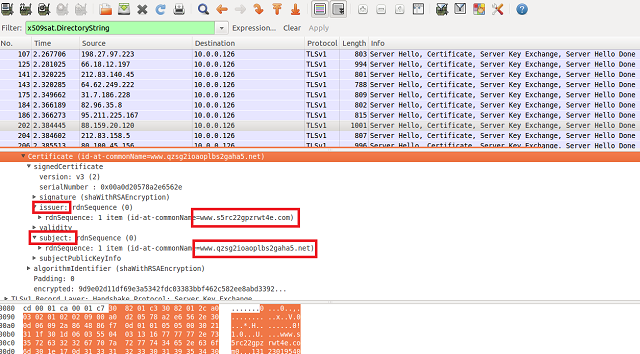 Filter: x509sat.DirectoryString Expression... Clear Apply
No. Time Source Destination Protocol Length Info
107 2.267706 198.27.97.223 10.0.0.126 TLSv1 803 Server Hello, Certificate, Server Key Exchange, Server Hello Done
125 2.281025 66.18.12.197 10.0.0.126 TLSv1 994 Server Hello, Certificate, Server Key Exchange, Server Hello Done
141 2.320225 212.83.140.45 10.0.0.126 TLSv1 801 Server Hello, Certificate, Server Key Exchange, Server Hello Done
143 2.320285 64.62.249.222 10.0.0.126 TLSv1 788 Server Hello, Certificate, Server Key Exchange, Server Hello Done
175 2.349662 31.7.186.228 10.0.0.126 TLSv1 809 Server Hello, Certificate, Server Key Exchange, Server Hello Done
184 2.366189 82.96.35.8 10.0.0.126 TLSv1 802 Server Hello, Certificate, Server Key Exchange, Server Hello Done
186 2.366273 95.211.225.167 10.0.0.126 TLSv1 815 Server Hello, Certificate, Server Key Exchange, Server Hello Done
202 2.384445 88.159.20.120 10.0.0.126 TLSv1 1001 Server Hello, Certificate, Server Key Exchange, Server Hello Done
204 2.384602 212.83.158.5 10.0.0.126 TLSv1 807 Server Hello, Certificate, Server Key Exchange, Server Hello Done
206 2.385513 80.100.45.156 10.0.0.126 TLSv1 996 Server Hello, Certificate, Server Key Exchange, Server Hello Done
Certificate (id-at-commonName=www.qzsg2ioaoplbs2gaha5.net)
signedCertificate
version: v3 (2)
serialNumber : 0x00a0d20578a2e6562e
signature (shaWithRSAEncryption)
issuer: rdnSequence (0)
rdnSequence: 1 item (id-at-commonName=www.s5rc22gpzrwt4e.com)
validity
subject: rdnSequence (0)
rdnSequence: 1 item (id-at-commonName=www.qzsg2ioaoplbs2gaha5.net)
subjectPublicKeyInfo
algorithmIdentifier (shaWithRSAEncryption)
Padding: 0
encrypted: 9d9e02d11df69e3a5342fdc03383bbf462c582ee8abd3392...
TLSv1 Record Layer: Handshake Protocol: Server Key Exchange